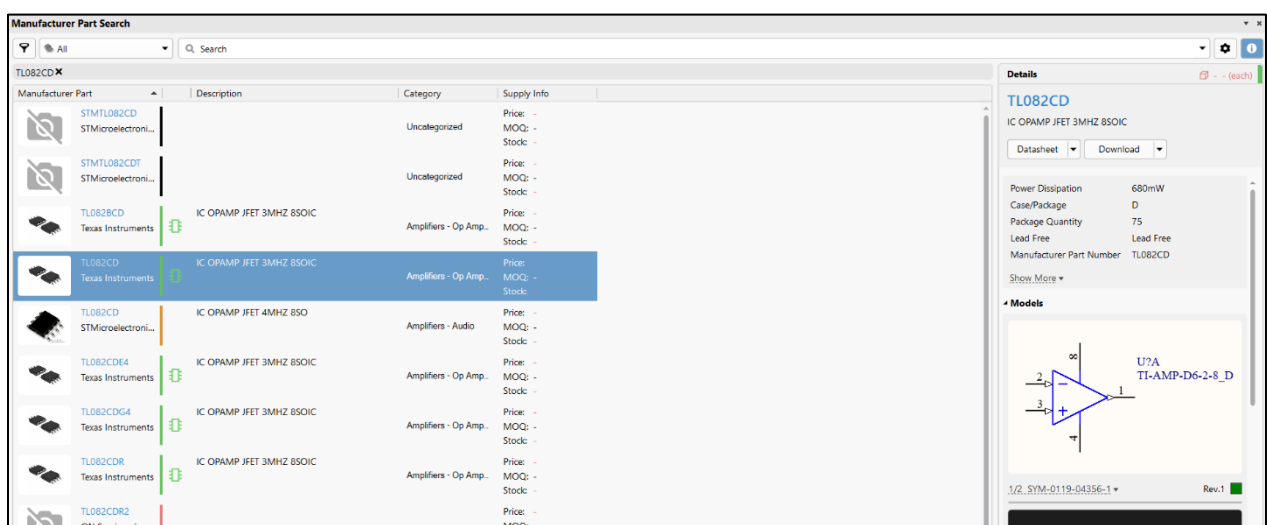 Manufacturer Part Search
All
Search
TL082CD
Manufacturer Part Description Category Supply Info
STMTL082CD
STMicroelectroni...
Uncategorized
Price: -
MOQ: -
Stock: -
STMTL082CDT
STMicroelectroni...
Uncategorized
Price: -
MOQ: -
Stock: -
TL082BCD
Texas Instruments
IC OPAMP JFET 3MHZ 8SOIC
Amplifiers - Op Amp...
Price: -
MOQ: -
Stock: -
TL082CD
Texas Instruments
IC OPAMP JFET 3MHZ 8SOIC
Amplifiers - Op Amp...
Price:
MOQ: -
Stock:
TL082CD
STMicroelectroni...
IC OPAMP JFET 4MHZ 8SO
Amplifiers - Audio
Price: -
MOQ: -
Stock: -
TL082CDE4
Texas Instruments
IC OPAMP JFET 3MHZ 8SOIC
Amplifiers - Op Amp...
Price: -
MOQ: -
Stock: -
TL082CDG4
Texas Instruments
IC OPAMP JFET 3MHZ 8SOIC
Amplifiers - Op Amp...
Price: -
MOQ: -
Stock: -
TL082CDR
Texas Instruments
IC OPAMP JFET 3MHZ 8SOIC
Amplifiers - Op Amp...
Price: -
MOQ: -
Stock: -
TL082CDR2
Price: -
Details - - (each)
TL082CD
IC OPAMP JFET 3MHZ 8SOIC
Datasheet Download
Power Dissipation 680mW
Case/Package D
Package Quantity 75
Lead Free Lead Free
Manufacturer Part Number TL082CD
Show More
Models
8
U?A
TI-AMP-D6-2-8_D
2
1
3
4
1/2 SYM-0119-04356-1 Rev.1